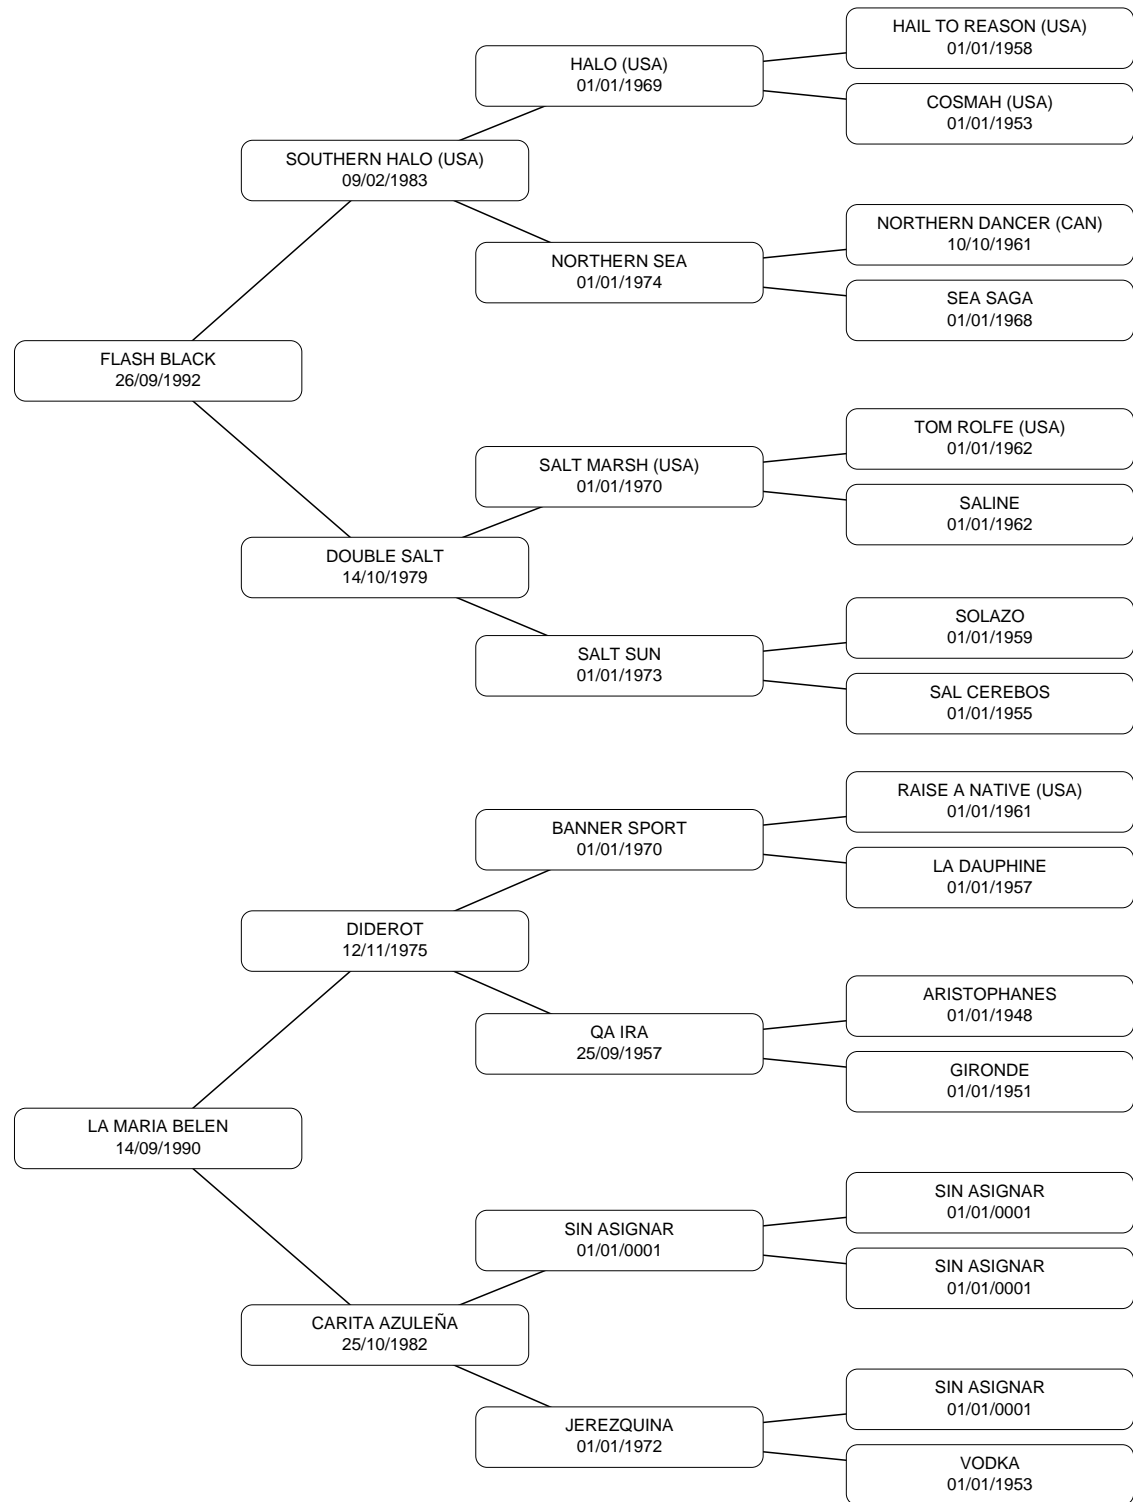 HAIL TO REASON (USA)
01/01/1958
HALO (USA)
01/01/1969
COSMAH (USA)
01/01/1953
SOUTHERN HALO (USA)
09/02/1983
NORTHERN DANCER (CAN)
10/10/1961
NORTHERN SEA
01/01/1974
SEA SAGA
01/01/1968
FLASH BLACK
26/09/1992
TOM ROLFE (USA)
01/01/1962
SALT MARSH (USA)
01/01/1970
SALINE
01/01/1962
DOUBLE SALT
14/10/1979
SOLAZO
01/01/1959
SALT SUN
01/01/1973
SAL CEREBOS
01/01/1955
RAISE A NATIVE (USA)
01/01/1961
BANNER SPORT
01/01/1970
LA DAUPHINE
01/01/1957
DIDEROT
12/11/1975
ARISTOPHANES
01/01/1948
QA IRA
25/09/1957
GIRONDE
01/01/1951
LA MARIA BELEN
14/09/1990
SIN ASIGNAR
01/01/0001
SIN ASIGNAR
01/01/0001
SIN ASIGNAR
01/01/0001
CARITA AZULEÑA
25/10/1982
SIN ASIGNAR
01/01/0001
JEREZQUINA
01/01/1972
VODKA
01/01/1953